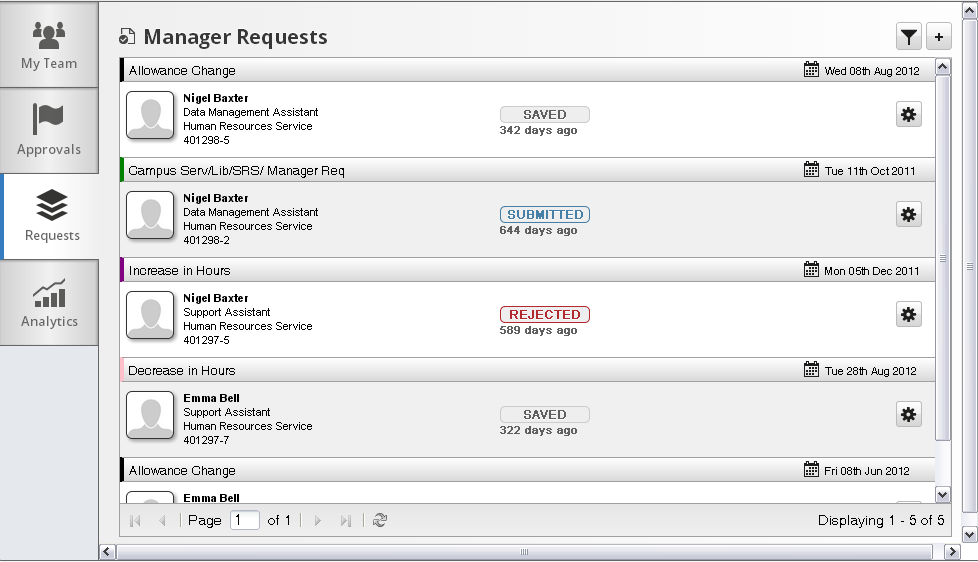 My Team
Approvals
Requests
Analytics
Manager Requests
+
Allowance Change Wed 08th Aug 2012
Nigel Baxter
Data Management Assistant
Human Resources Service
401298-5
SAVED
342 days ago
Campus Serv/Lib/SRS/ Manager Req Tue 11th Oct 2011
Nigel Baxter
Data Management Assistant
Human Resources Service
401298-2
SUBMITTED
644 days ago
Increase in Hours Mon 05th Dec 2011
Nigel Baxter
Support Assistant
Human Resources Service
401297-5
REJECTED
589 days ago
Decrease in Hours Tue 28th Aug 2012
Emma Bell
Support Assistant
Human Resources Service
401297-7
SAVED
322 days ago
Allowance Change Fri 08th Jun 2012
Emma Bell
Page 1 of 1 Displaying 1 - 5 of 5